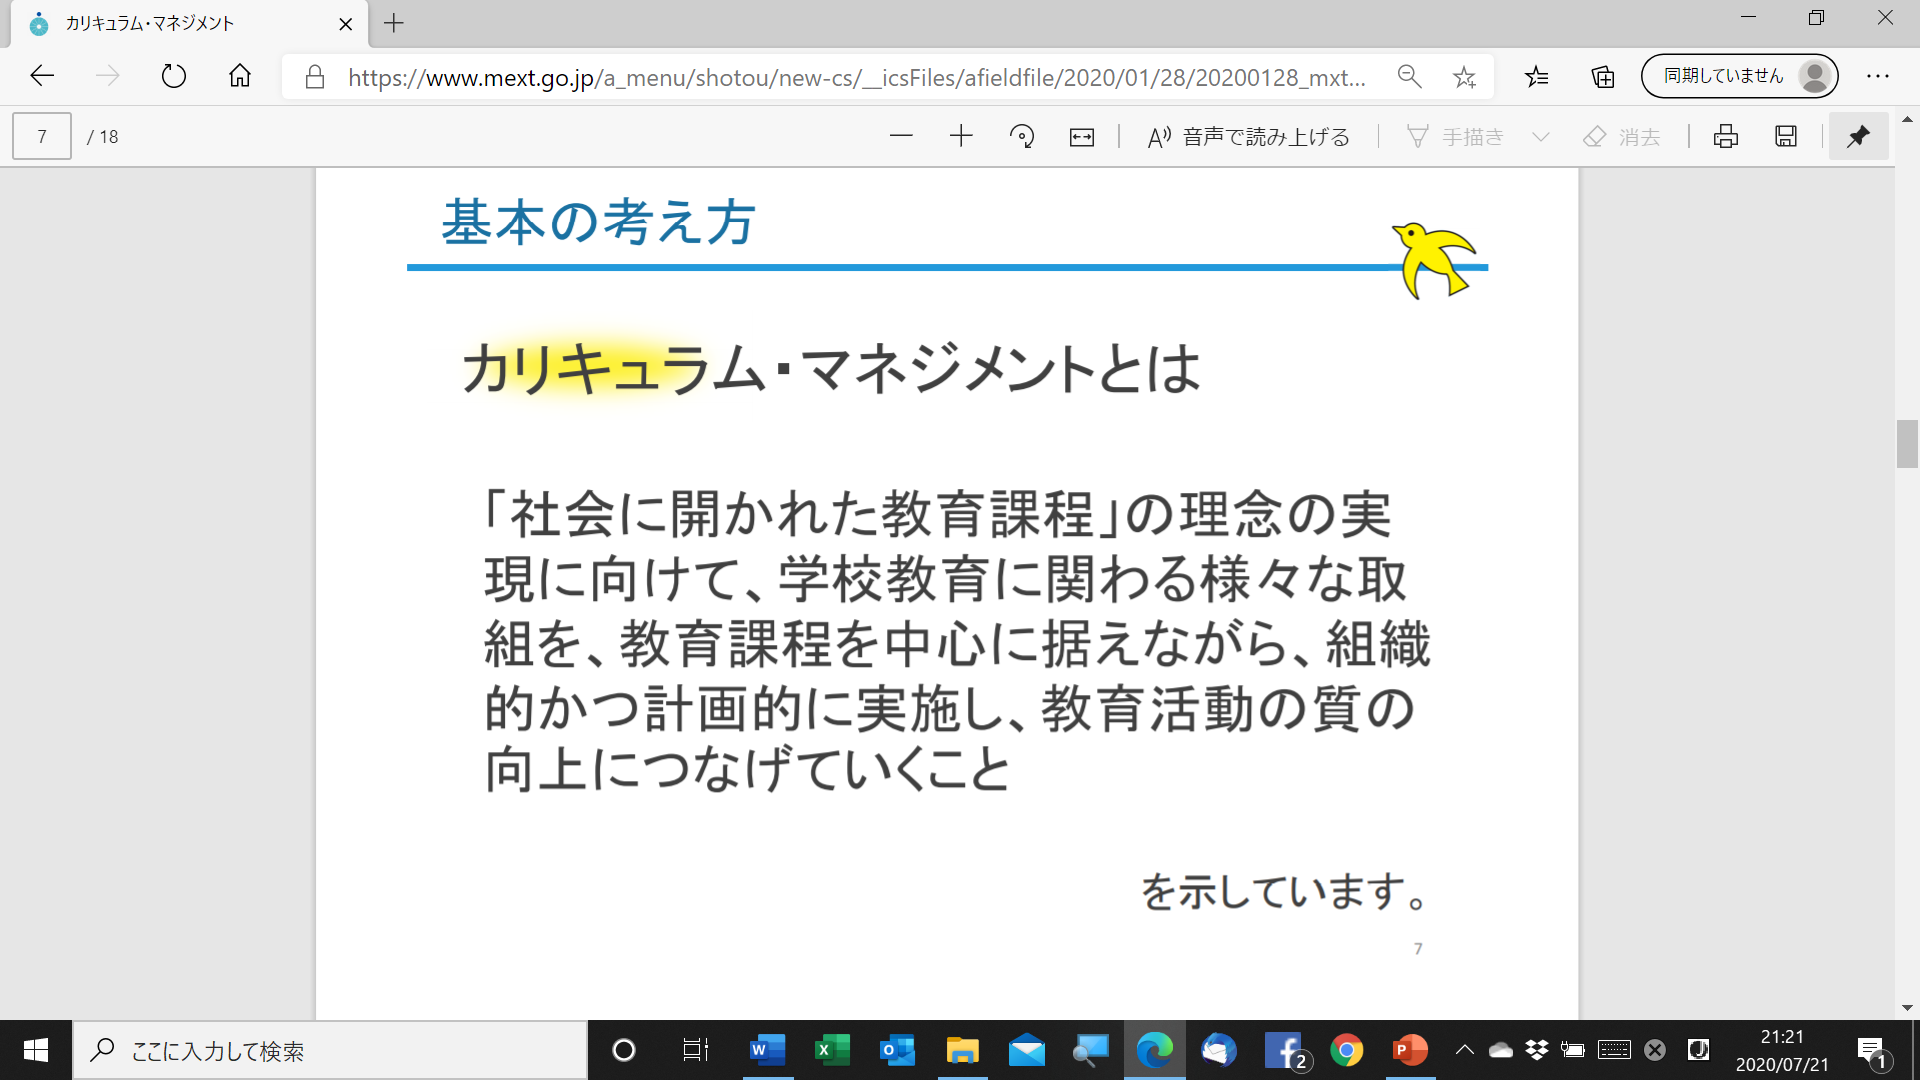 カリキュラム・マネジメント
https://www.mext.go.jp/a_menu/shotou/new-cs/__icsFiles/afieldfile/2020/01/28/20200128_mxt...
同期していません
7 / 18
音声で読み上げる
手描き
消去
基本の考え方
カリキュラム・マネジメントとは
「社会に開かれた教育課程」の理念の実
現に向けて、学校教育に関わる様々な取
組を、教育課程を中心に据えながら、組織
的かつ計画的に実施し、教育活動の質の
向上につなげていくこと
を示しています。
7
ここに入力して検索
2
21:21
2020/07/21
1